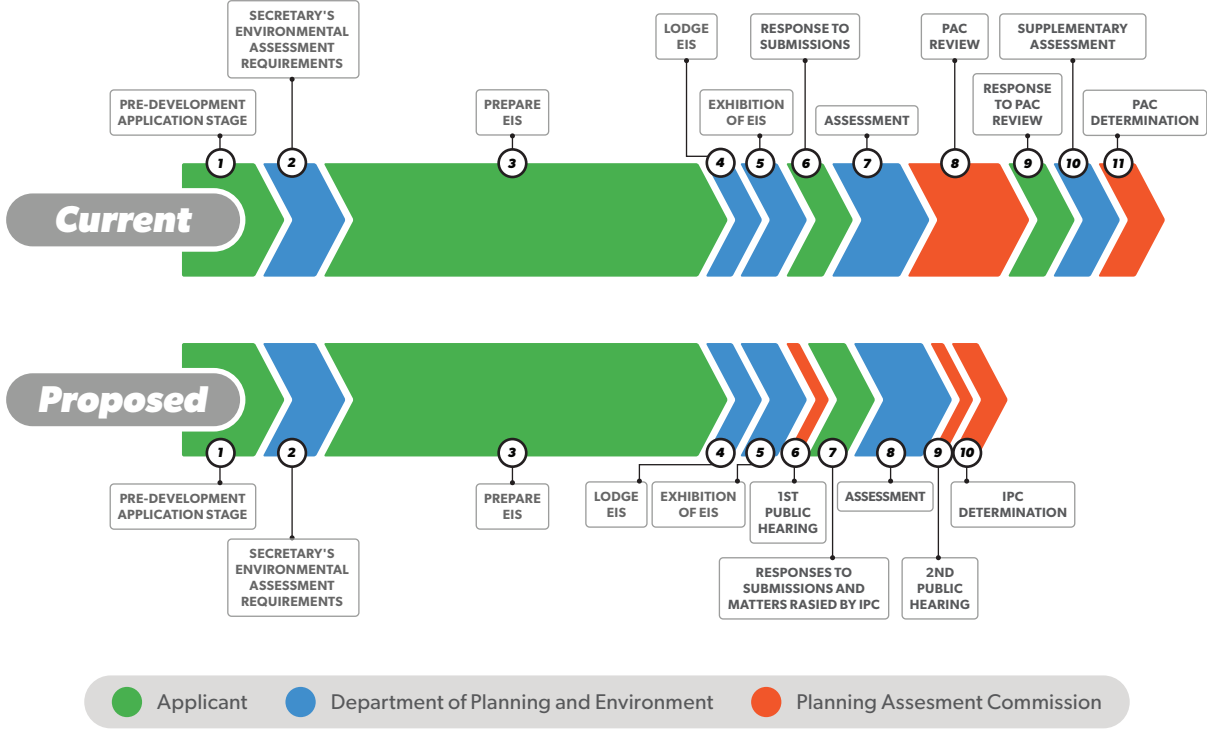 SECRETARY'S
ENVIRONMENTAL
ASSESSMENT
REQUIREMENTS
LODGE
EIS
RESPONSE TO
SUBMISSIONS
PAC
REVIEW
SUPPLEMENTARY
ASSESSMENT
PRE-DEVELOPMENT
APPLICATION STAGE
PREPARE
EIS
EXHIBITION
OF EIS
ASSESSMENT
RESPONSE
TO PAC
REVIEW
PAC
DETERMINATION
1 2 3 4 5 6 7 8 9 10 11
Current
Proposed
1 2 3 4 5 6 7 8 9 10
PRE-DEVELOPMENT
APPLICATION STAGE
PREPARE
EIS
LODGE
EIS
EXHIBITION
OF EIS
1ST
PUBLIC
HEARING
ASSESSMENT
IPC
DETERMINATION
SECRETARY'S
ENVIRONMENTAL
ASSESSMENT
REQUIREMENTS
RESPONSES TO
SUBMISSIONS AND
MATTERS RASIED BY IPC
2ND
PUBLIC
HEARING
Applicant
Department of Planning and Environment
Planning Assesment Commission